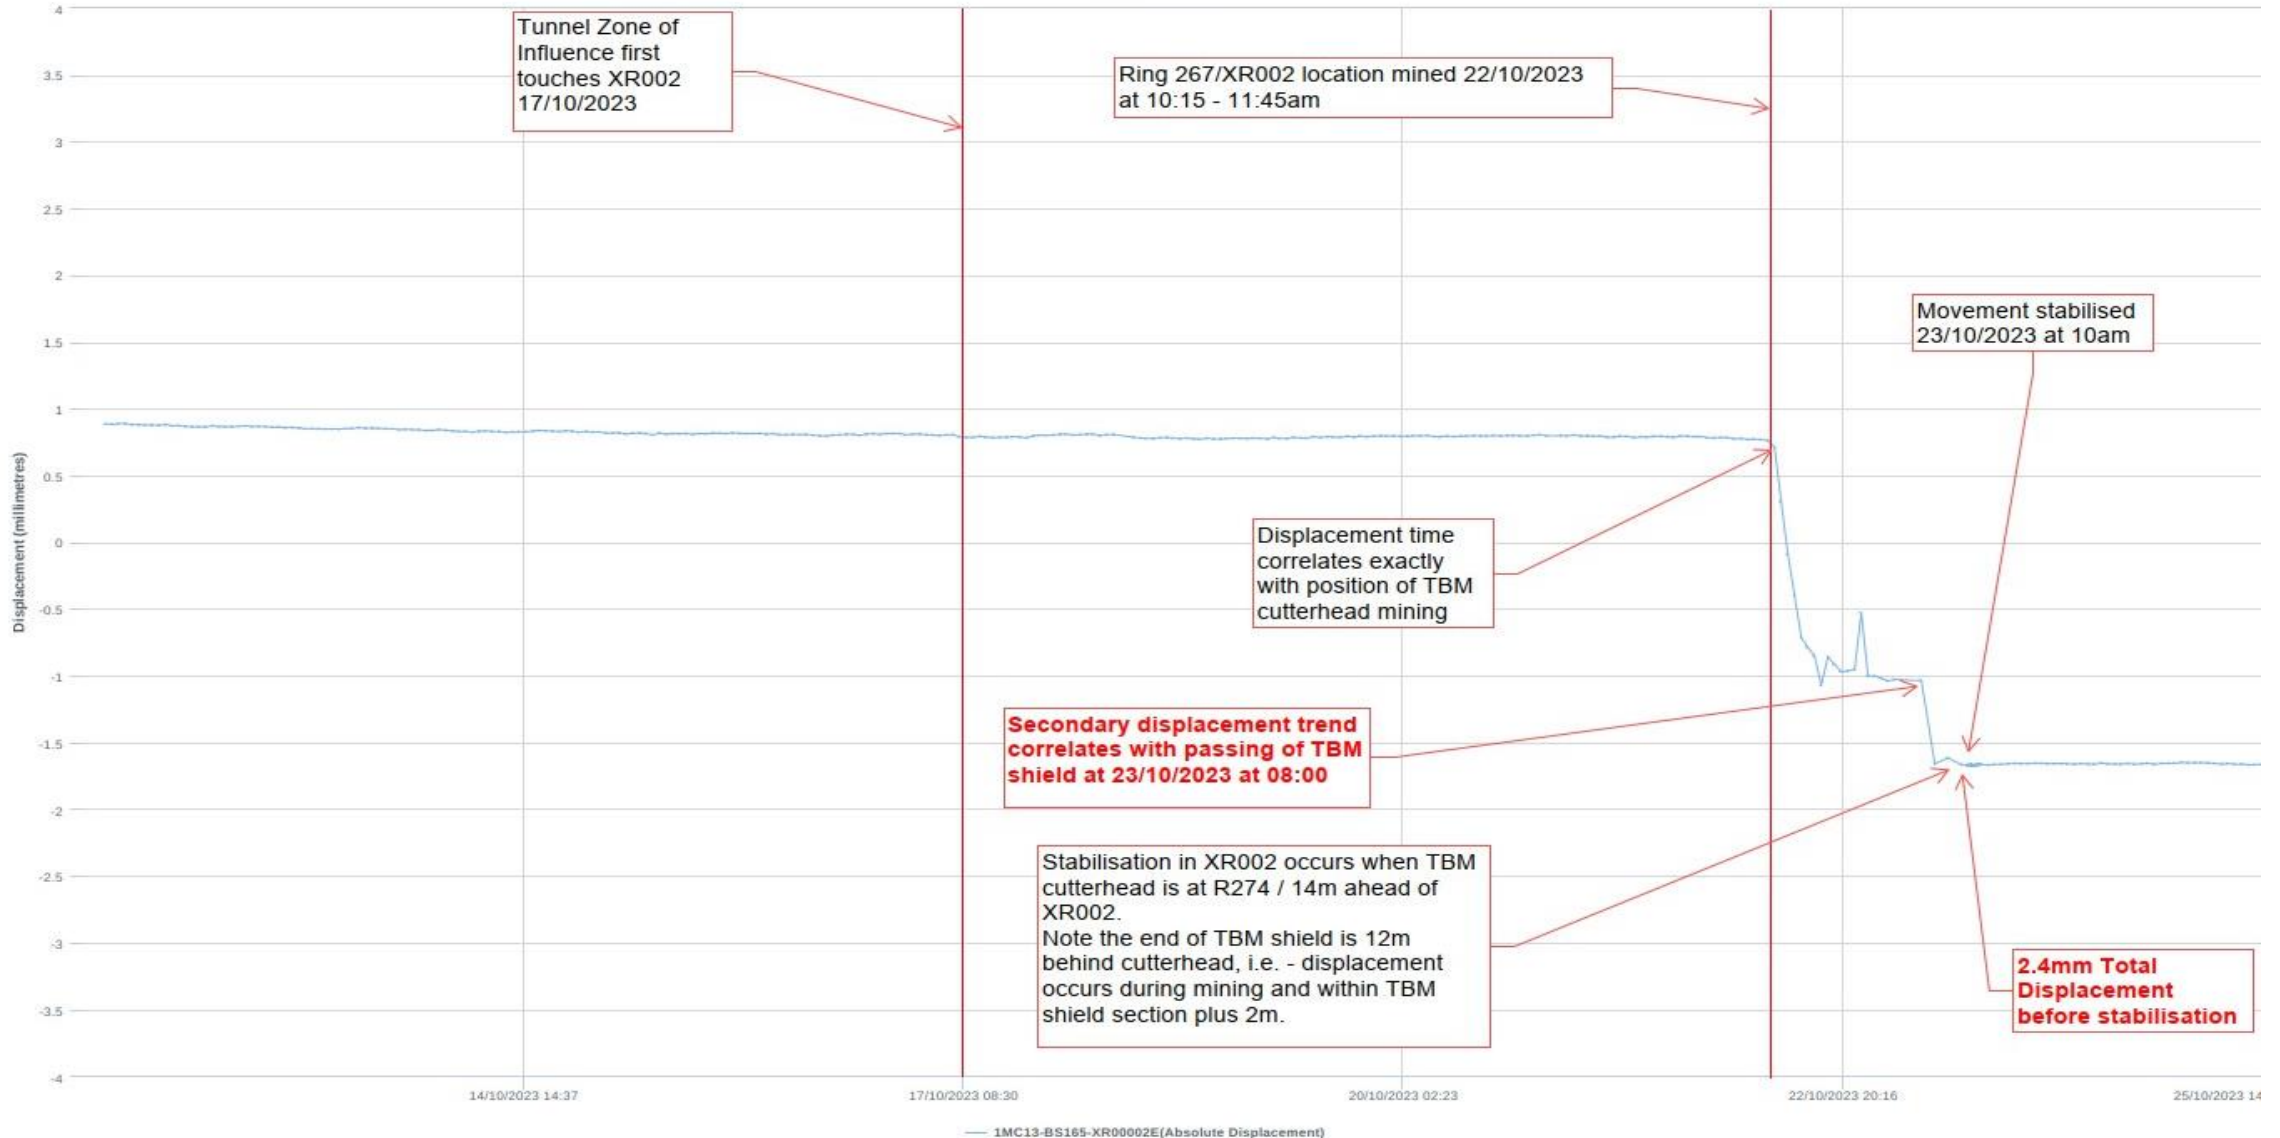 4
3.5
3
2.5
2
1.5
1
0.5
0
-0.5
-1
-1.5
-2
-2.5
-3
-3.5
-4
Displacement (millimetres)
Tunnel Zone of
Influence first
touches XR002
17/10/2023
Ring 267/XR002 location mined 22/10/2023
at 10:15 - 11:45am
Movement stabilised
23/10/2023 at 10am
Displacement time
correlates exactly
with position of TBM
cutterhead mining
Secondary displacement trend
correlates with passing of TBM
shield at 23/10/2023 at 08:00
Stabilisation in XR002 occurs when TBM
cutterhead is at R274 / 14m ahead of
XR002.
Note the end of TBM shield is 12m
behind cutterhead, i.e. - displacement
occurs during mining and within TBM
shield section plus 2m.
2.4mm Total
Displacement
before stabilisation
14/10/2023 14:37
17/10/2023 08:30
20/10/2023 02:23
22/10/2023 20:16
25/10/2023 14
1MC13-BS165-XR00002E(Absolute Displacement)